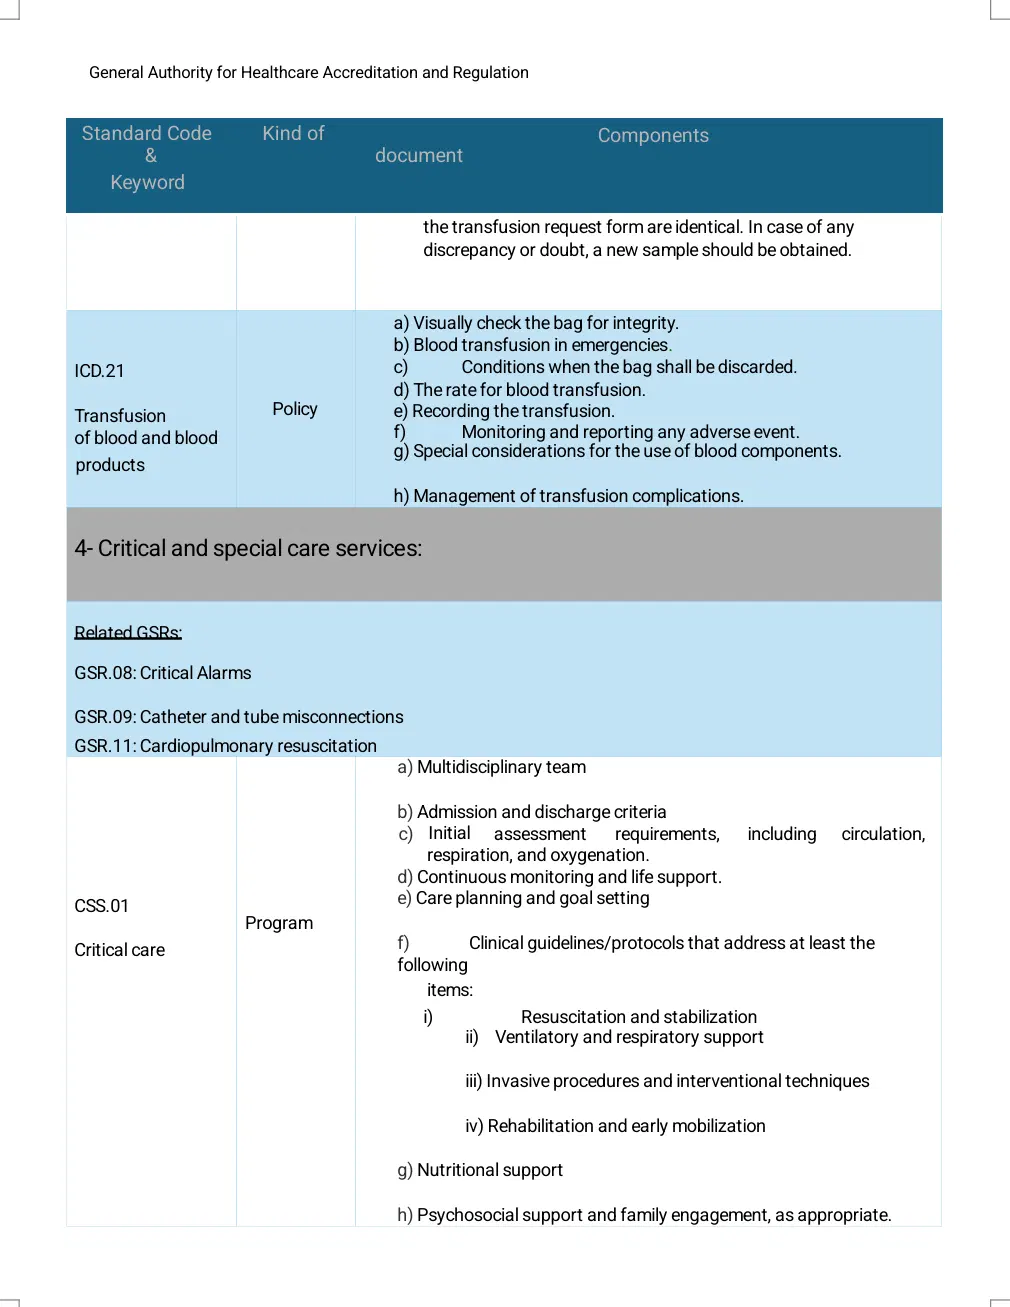 General Authority for Healthcare Accreditation and Regulation
Standard Code
&
Keyword
Kind of
document
Components
the transfusion request form are identical. In case of any
discrepancy or doubt, a new sample should be obtained.
ICD.21
Transfusion
of blood and blood
products
Policy
a) Visually check the bag for integrity.
b) Blood transfusion in emergencies.
c) Conditions when the bag shall be discarded.
d) The rate for blood transfusion.
e) Recording the transfusion.
f) Monitoring and reporting any adverse event.
g) Special considerations for the use of blood components.
h) Management of transfusion complications.
4- Critical and special care services:
Related GSRs:
GSR.08: Critical Alarms
GSR.09: Catheter and tube misconnections
GSR.11: Cardiopulmonary resuscitation
CSS.01
Critical care
Program
a) Multidisciplinary team
b) Admission and discharge criteria
c) Initial assessment requirements, including circulation,
respiration, and oxygenation.
d) Continuous monitoring and life support.
e) Care planning and goal setting
f) Clinical guidelines/protocols that address at least the
following
items:
i) Resuscitation and stabilization
ii) Ventilatory and respiratory support
iii) Invasive procedures and interventional techniques
iv) Rehabilitation and early mobilization
g) Nutritional support
h) Psychosocial support and family engagement, as appropriate.